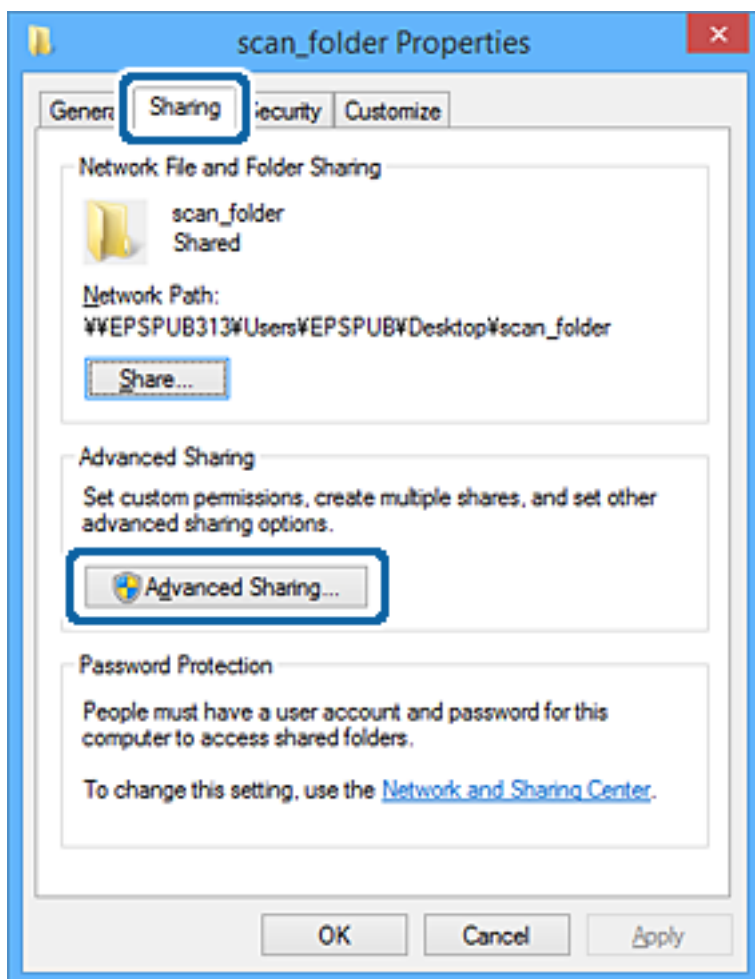 scan_folder Properties
General Sharing Security Customize
Network File and Folder Sharing
scan_folder
Shared
Network Path:
¥¥EPSPUB313¥Users¥EPSPUB¥Desktop¥scan_folder
Share...
Advanced Sharing
Set custom permissions, create multiple shares, and set other
advanced sharing options.
Advanced Sharing...
Password Protection
People must have a user account and password for this
computer to access shared folders.
To change this setting, use the Network and Sharing Center.
OK Cancel Apply